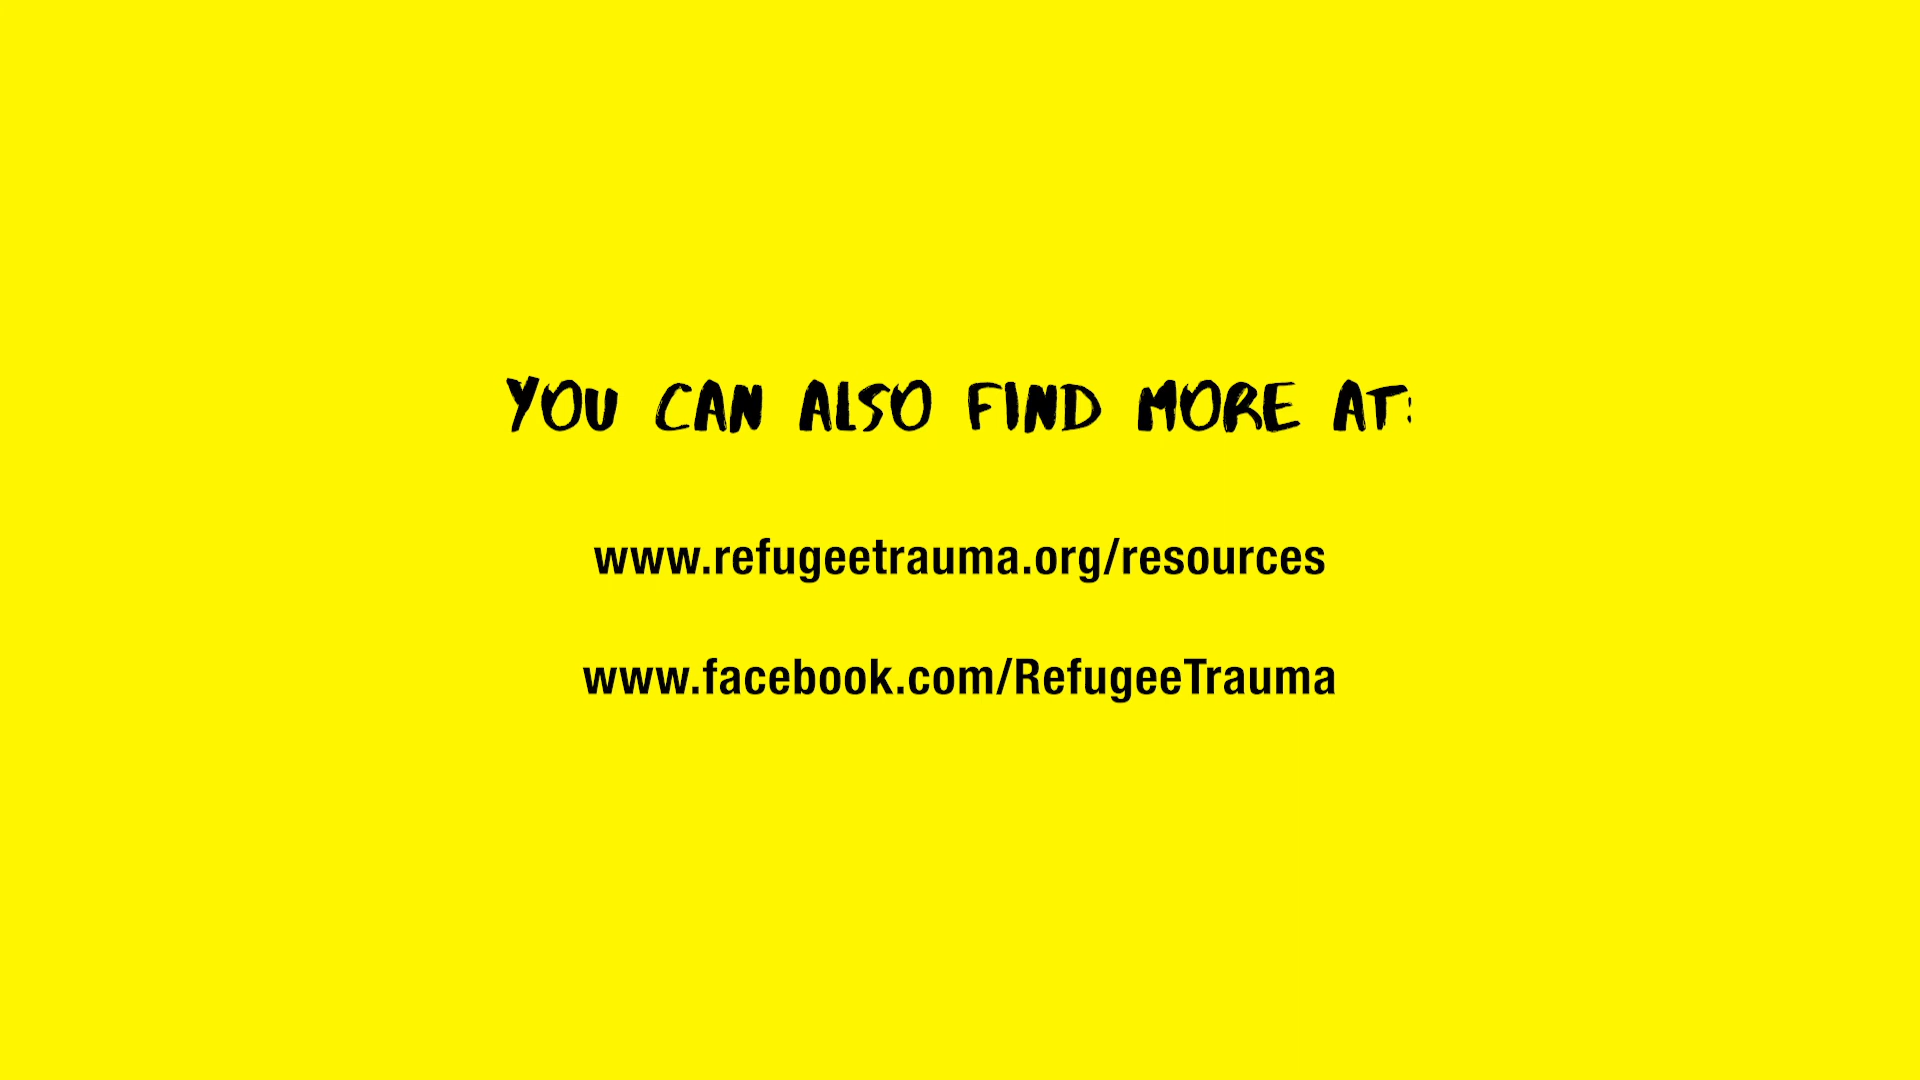 YOU CAN ALSO FIND MORE AT:
www.refugeetrauma.org/resources
www.facebook.com/RefugeeTrauma